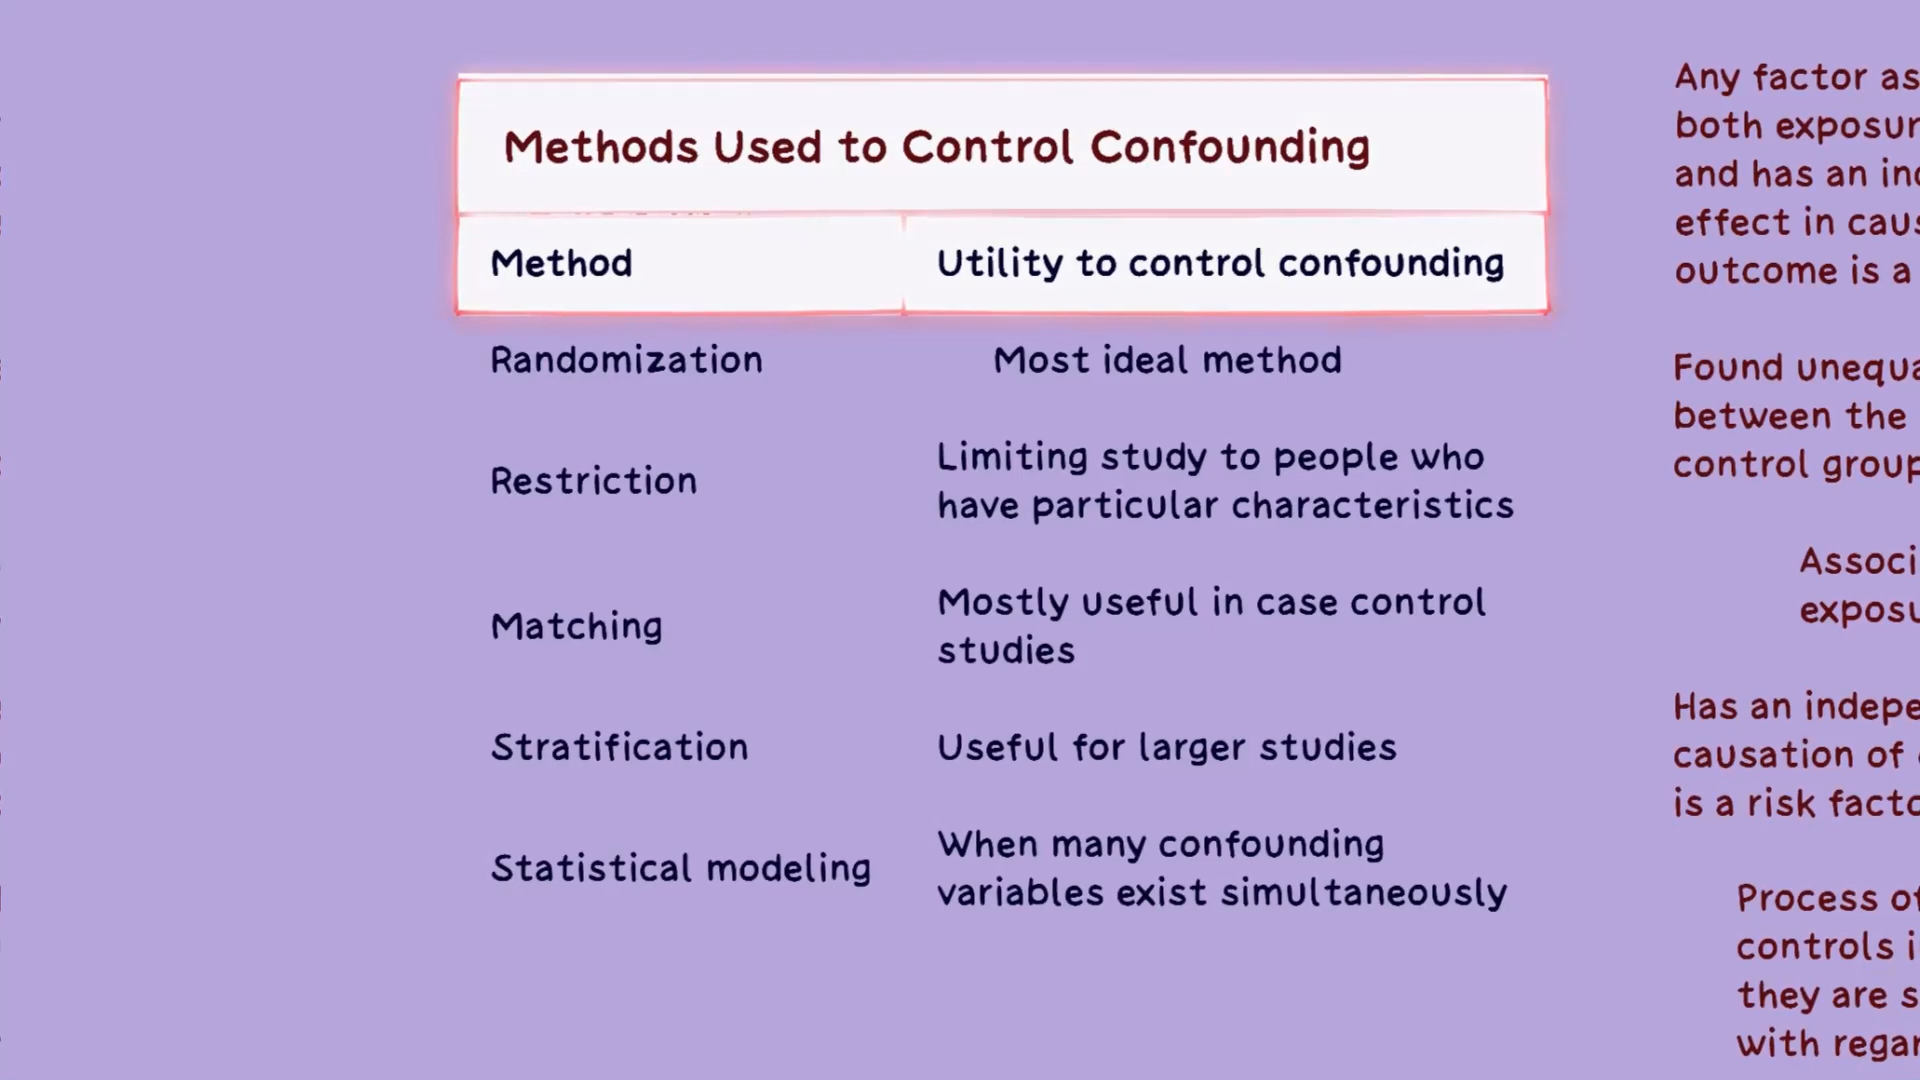 Methods Used to Control Confounding
Method
Utility to control confounding
Randomization
Most ideal method
Restriction
Limiting study to people who
have particular characteristics
Matching
Mostly useful in case control
studies
Stratification
Useful for larger studies
Statistical modeling
When many confounding
variables exist simultaneously
Any factor as
both exposur
and has an in
effect in caus
outcome is a
Found unequa
between the
control group
Associ
exposu
Has an indepe
causation of
is a risk facto
Process of
controls i
they are s
with regar